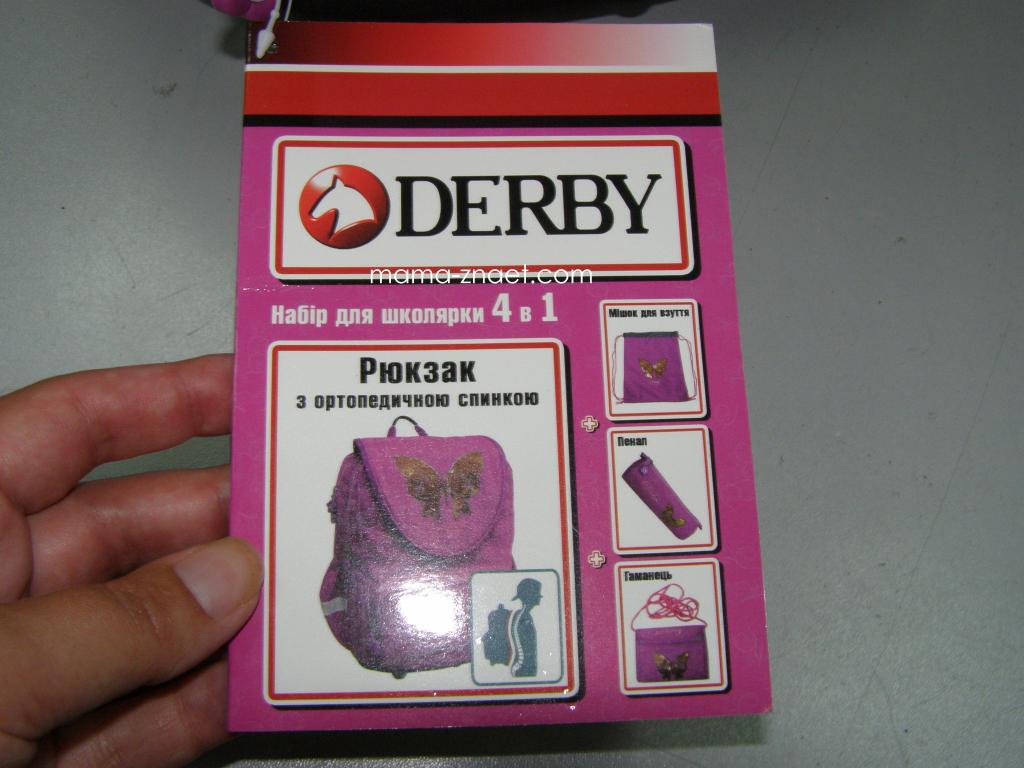 DERBY
mama-znaet.com
Набір для школярки 4 в 1
Рюкзак
з ортопедичною спинкою
Мішок для взуття
Пенал
Гаманець